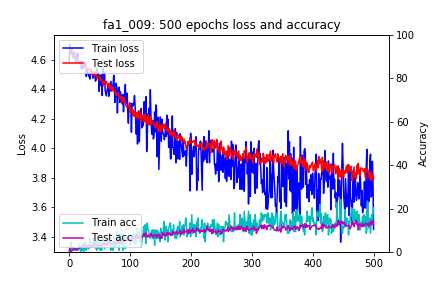 fa1_009: 500 epochs loss and accuracy
Train loss
Test loss
Train acc
Test acc
Loss
4.6
4.4
4.2
4.0
3.8
3.6
3.4
Accuracy
100
80
60
40
20
0
0 100 200 300 400 500